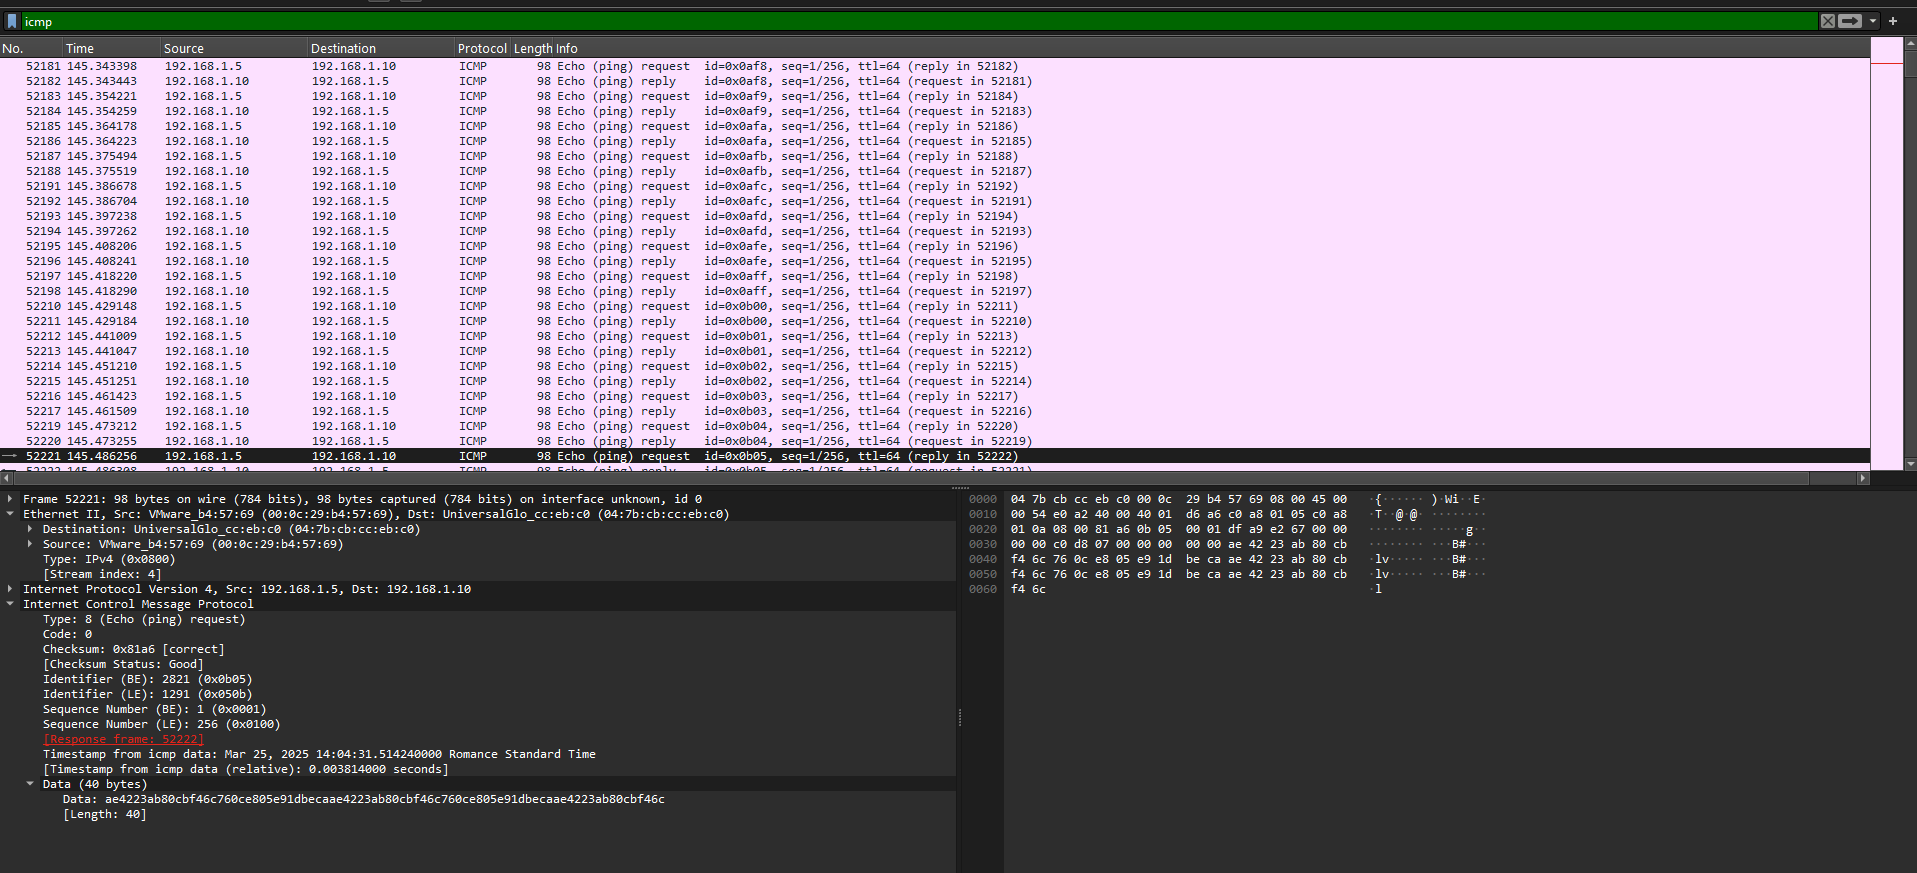 icmp
No. Time Source Destination Protocol Length Info
52181 145.343398 192.168.1.5 192.168.1.10 ICMP 98 Echo (ping) request id=0x0af8, seq=1/256, ttl=64 (reply in 52182)
52182 145.343443 192.168.1.5 192.168.1.10 ICMP 98 Echo (ping) reply id=0x0af8, seq=1/256, ttl=64 (request in 52181)
52183 145.354221 192.168.1.5 192.168.1.10 ICMP 98 Echo (ping) request id=0x0af9, seq=1/256, ttl=64 (reply in 52184)
52184 145.354259 192.168.1.10 192.168.1.5 ICMP 98 Echo (ping) reply id=0x0af9, seq=1/256, ttl=64 (request in 52183)
52185 145.364178 192.168.1.5 192.168.1.10 ICMP 98 Echo (ping) request id=0x0afa, seq=1/256, ttl=64 (reply in 52186)
52186 145.364223 192.168.1.10 192.168.1.5 ICMP 98 Echo (ping) reply id=0x0afa, seq=1/256, ttl=64 (request in 52185)
52187 145.375494 192.168.1.5 192.168.1.10 ICMP 98 Echo (ping) request id=0x0afb, seq=1/256, ttl=64 (reply in 52188)
52188 145.375519 192.168.1.10 192.168.1.5 ICMP 98 Echo (ping) reply id=0x0afb, seq=1/256, ttl=64 (request in 52187)
52191 145.386678 192.168.1.5 192.168.1.10 ICMP 98 Echo (ping) request id=0x0afc, seq=1/256, ttl=64 (reply in 52192)
52192 145.386704 192.168.1.10 192.168.1.5 ICMP 98 Echo (ping) reply id=0x0afc, seq=1/256, ttl=64 (request in 52191)
52193 145.397238 192.168.1.5 192.168.1.10 ICMP 98 Echo (ping) request id=0x0afd, seq=1/256, ttl=64 (reply in 52194)
52194 145.397262 192.168.1.10 192.168.1.5 ICMP 98 Echo (ping) reply id=0x0afd, seq=1/256, ttl=64 (request in 52193)
52195 145.408206 192.168.1.5 192.168.1.10 ICMP 98 Echo (ping) request id=0x0afe, seq=1/256, ttl=64 (reply in 52196)
52196 145.408241 192.168.1.10 192.168.1.5 ICMP 98 Echo (ping) reply id=0x0afe, seq=1/256, ttl=64 (request in 52195)
52197 145.418220 192.168.1.5 192.168.1.10 ICMP 98 Echo (ping) request id=0x0aff, seq=1/256, ttl=64 (reply in 52198)
52198 145.418290 192.168.1.10 192.168.1.5 ICMP 98 Echo (ping) reply id=0x0aff, seq=1/256, ttl=64 (request in 52197)
52210 145.429148 192.168.1.5 192.168.1.10 ICMP 98 Echo (ping) request id=0x0b00, seq=1/256, ttl=64 (reply in 52211)
52211 145.429184 192.168.1.10 192.168.1.5 ICMP 98 Echo (ping) reply id=0x0b00, seq=1/256, ttl=64 (request in 52210)
52212 145.441009 192.168.1.5 192.168.1.10 ICMP 98 Echo (ping) request id=0x0b01, seq=1/256, ttl=64 (reply in 52213)
52213 145.441047 192.168.1.10 192.168.1.5 ICMP 98 Echo (ping) reply id=0x0b01, seq=1/256, ttl=64 (request in 52212)
52214 145.451210 192.168.1.5 192.168.1.10 ICMP 98 Echo (ping) request id=0x0b02, seq=1/256, ttl=64 (reply in 52215)
52215 145.451251 192.168.1.10 192.168.1.5 ICMP 98 Echo (ping) reply id=0x0b02, seq=1/256, ttl=64 (request in 52214)
52216 145.461423 192.168.1.5 192.168.1.10 ICMP 98 Echo (ping) request id=0x0b03, seq=1/256, ttl=64 (reply in 52217)
52217 145.461509 192.168.1.10 192.168.1.5 ICMP 98 Echo (ping) reply id=0x0b03, seq=1/256, ttl=64 (request in 52216)
52219 145.473212 192.168.1.5 192.168.1.10 ICMP 98 Echo (ping) request id=0x0b04, seq=1/256, ttl=64 (reply in 52220)
52220 145.473255 192.168.1.10 192.168.1.5 ICMP 98 Echo (ping) reply id=0x0b04, seq=1/256, ttl=64 (request in 52219)
52221 145.486256 192.168.1.5 192.168.1.10 ICMP 98 Echo (ping) request id=0x0b05, seq=1/256, ttl=64 (reply in 52222)
Frame 52221: 98 bytes on wire (784 bits), 98 bytes captured (784 bits) on interface unknown, id 0
Ethernet II, Src: VMware_b4:57:69 (00:0c:29:b4:57:69), Dst: UniversalGlo_cc:eb:c0 (04:7b:cb:cc:eb:c0)
Destination: UniversalGlo_cc:eb:c0 (04:7b:cb:cc:eb:c0)
Source: VMware_b4:57:69 (00:0c:29:b4:57:69)
Type: IPv4 (0x0800)
[Stream index: 4]
Internet Protocol Version 4, Src: 192.168.1.5, Dst: 192.168.1.10
Internet Control Message Protocol
Type: 8 (Echo (ping) request)
Code: 0
Checksum: 0x81a6 [correct]
[Checksum Status: Good]
Identifier (BE): 2821 (0x0b05)
Identifier (LE): 1291 (0x050b)
Sequence Number (BE): 1 (0x0001)
Sequence Number (LE): 256 (0x0100)
[Response frame: 52222]
Timestamp from icmp data: Mar 25, 2025 14:04:31.514240000 Romance Standard Time
[Timestamp from icmp data (relative): 0.003814000 seconds]
Data (40 bytes)
Data: ae4223ab80cbf46c760ce805e91dbecaae4223ab80cbf46c760ce805e91dbecaae4223ab80cbf46c
[Length: 40]
0000 04 7b cb cc eb c0 00 0c 29 b4 57 69 08 00 45 00 ·{······ )·Wi··E·
0010 00 54 e0 a2 40 00 40 01 d6 a6 c0 a8 01 05 c0 a8 ·T··@·@· ········
0020 01 0a 08 00 81 a6 0b 05 00 01 df a9 e2 67 00 00 ········ ·····g··
0030 00 00 c0 d8 07 00 00 00 00 00 ae 42 23 ab 80 cb ········ ···B#···
0040 f4 6c 76 0c e8 05 e9 1d be ca ae 42 23 ab 80 cb ·lv····· ···B#···
0050 f4 6c 76 0c e8 05 e9 1d be ca ae 42 23 ab 80 cb ·lv····· ···B#···
0060 f4 6c ·l